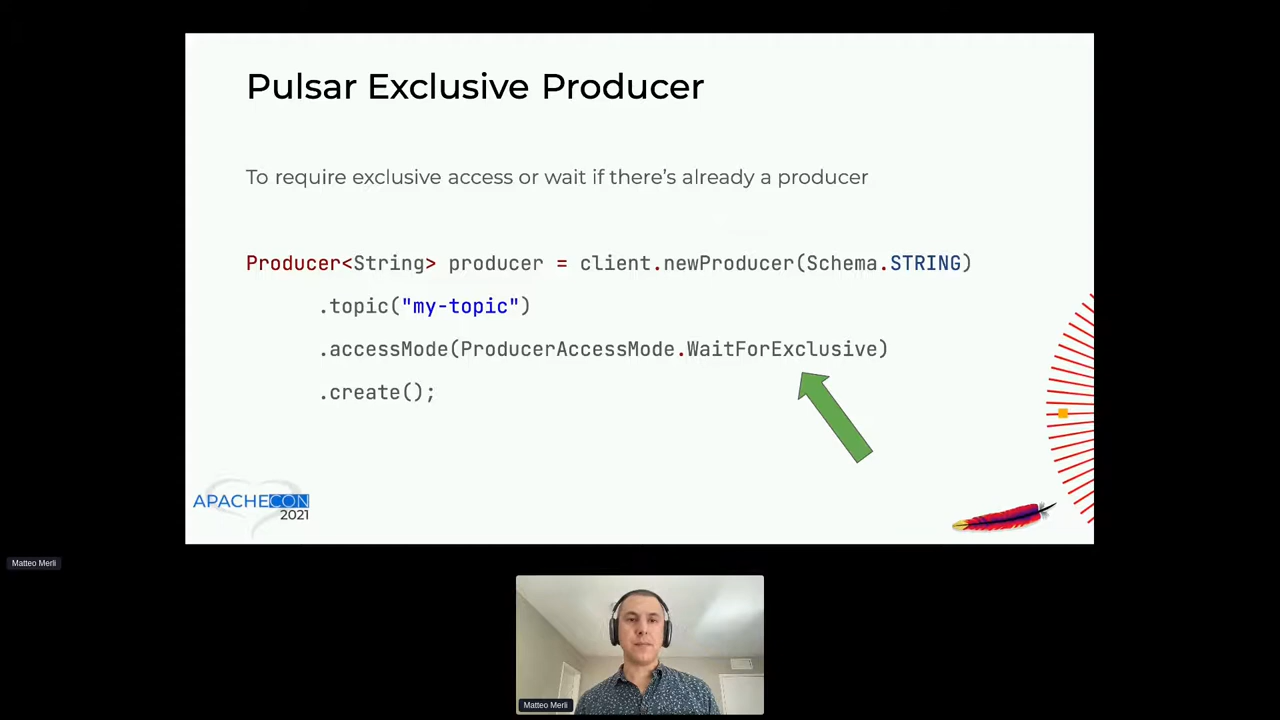 Pulsar Exclusive Producer
To require exclusive access or wait if there's already a producer
Producer<String> producer = client.newProducer(Schema.STRING)
.topic("my-topic")
.accessMode(ProducerAccessMode.WaitForExclusive)
.create();
APACHECON
2021
Matteo Merli
Matteo Merli